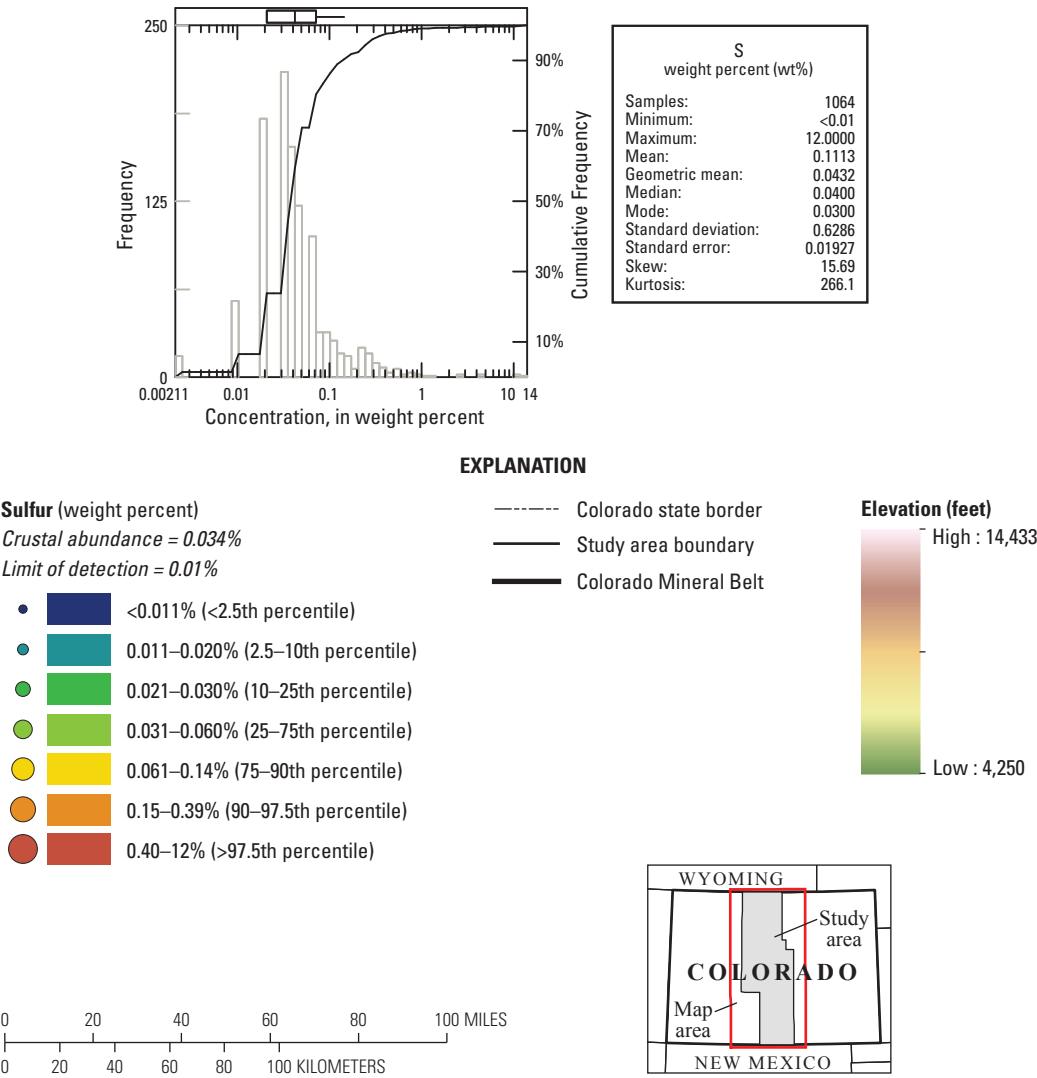 250
125
0
Frequency
90%
70%
50%
30%
10%
Cumulative Frequency
0.00211 0.01 0.1 1 10 14
Concentration, in weight percent
S
weight percent (wt%)
Samples: 1064
Minimum: <0.01
Maximum: 12.0000
Mean: 0.1113
Geometric mean: 0.0432
Median: 0.0400
Mode: 0.0300
Standard deviation: 0.6286
Standard error: 0.01927
Skew: 15.69
Kurtosis: 266.1
EXPLANATION
Sulfur (weight percent)
Crustal abundance = 0.034%
Limit of detection = 0.01%
<0.011% (<2.5th percentile)
0.011–0.020% (2.5–10th percentile)
0.021–0.030% (10–25th percentile)
0.031–0.060% (25–75th percentile)
0.061–0.14% (75–90th percentile)
0.15–0.39% (90–97.5th percentile)
0.40–12% (>97.5th percentile)
Colorado state border
Study area boundary
Colorado Mineral Belt
Elevation (feet)
High : 14,433
Low : 4,250
WYOMING
Study
area
COLORADO
Map
area
NEW MEXICO
0 20 40 60 80 100 MILES
0 20 40 60 80 100 KILOMETERS